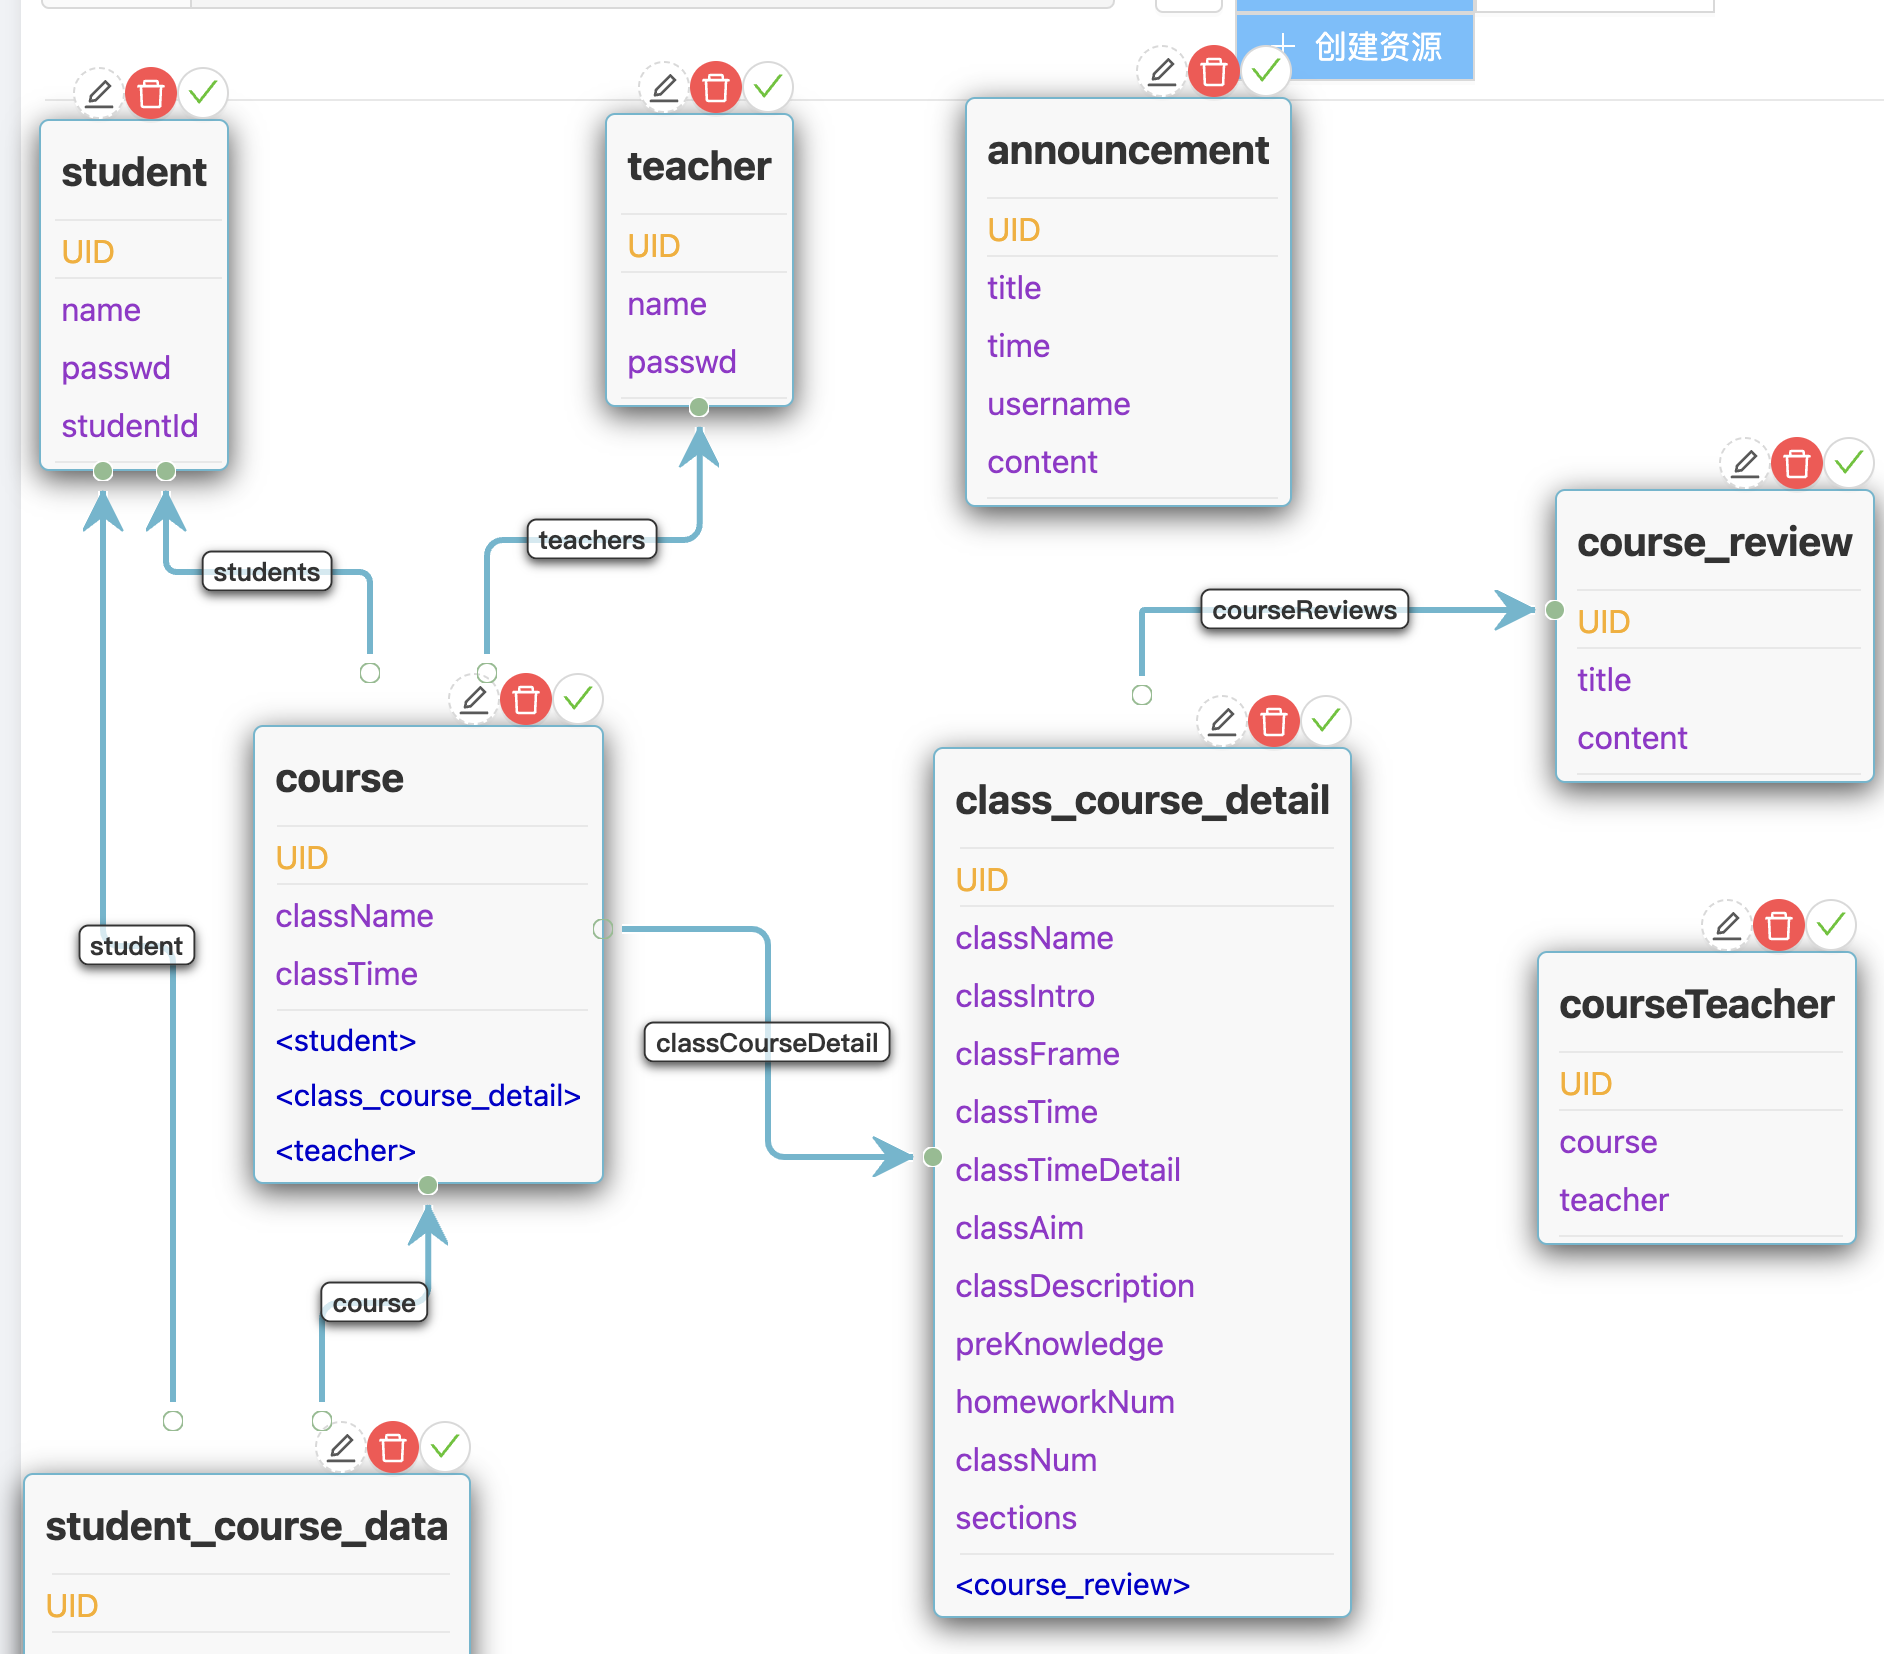 创建资源
student
UID
name
passwd
studentId
teacher
UID
name
passwd
announcement
UID
title
time
username
content
students
teachers
courseReviews
course_review
UID
title
content
course
UID
className
classTime
<student>
<class_course_detail>
<teacher>
student
classCourseDetail
class_course_detail
UID
className
classIntro
classFrame
classTime
classTimeDetail
classAim
classDescription
preKnowledge
homeworkNum
classNum
sections
<course_review>
courseTeacher
UID
course
teacher
course
student_course_data
UID